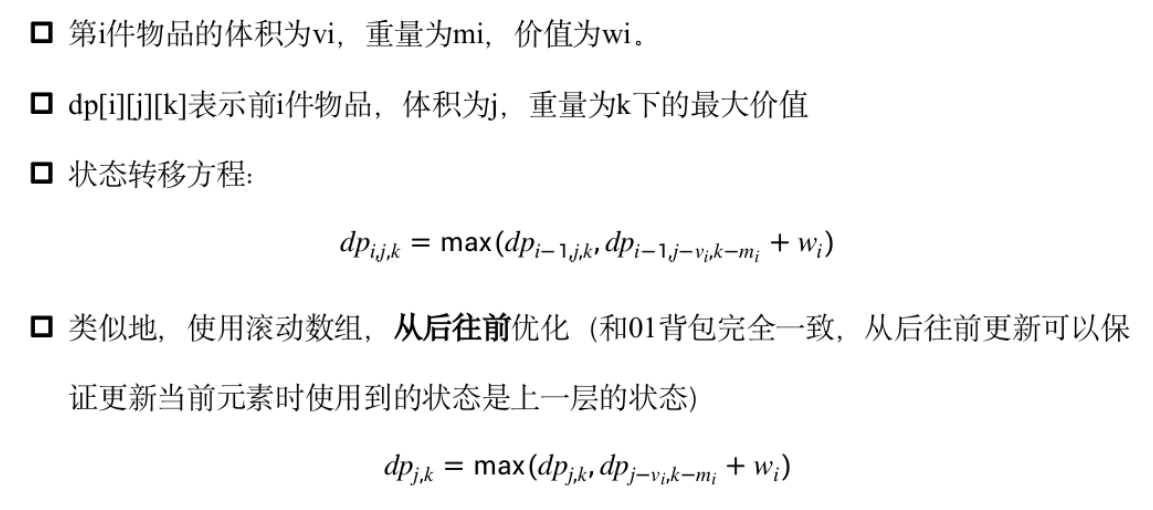 第i件物品的体积为vi，重量为mi，价值为wi。
dp[i][j][k]表示前i件物品，体积为j，重量为k下的最大价值
状态转移方程:
dp_{i,j,k} = max(dp_{i-1,j,k}, dp_{i-1,j-v_i,k-m_i} + w_i)
类似地，使用滚动数组，从后往前优化（和01背包完全一致，从后往前更新可以保
证更新当前元素时使用到的状态是上一层的状态）
dp_{j,k} = max(dp_{j,k}, dp_{j-v_i,k-m_i} + w_i)